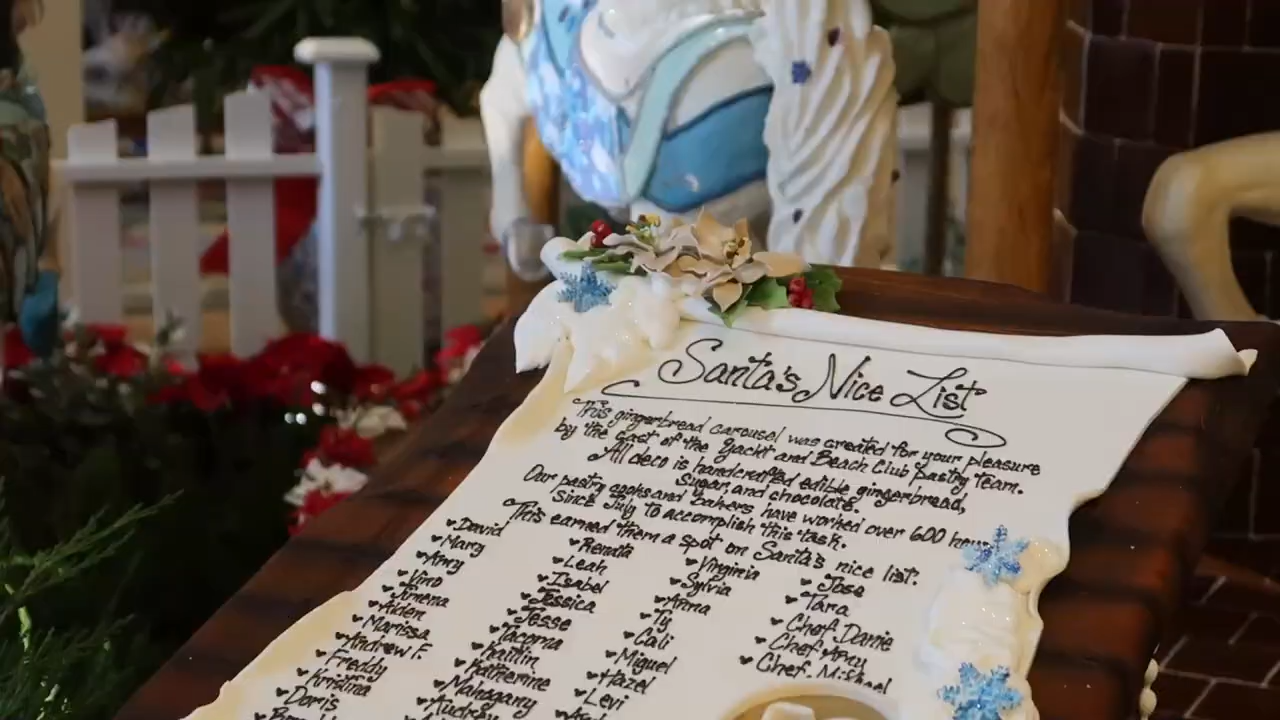 Santa's Nice List
This gingerbread carousel was created for your pleasure
by the cast of the Yacht and Beach Club Pastry Team.
All deco is handcrafted edible gingerbread,
sugar, and chocolate.
Our pastry cooks and bakers have worked over 600 hours
since July to accomplish this task.
This earned them a spot on Santa's nice list.
David
Mary
Amy
Vino
Jimena
Aiden
Marissa
Andrew F.
Freddy
Kristina
Doris
Renata
Leah
Isabel
Jessica
Jesse
Tacoma
Kaitlin
Katherine
Mahogany
Audrey
Virginia
Sylvia
Anna
Ty
Cali
Miguel
Hazel
Levi
Jose
Tara
Chef Danie
Chef Amy
Chef Michael